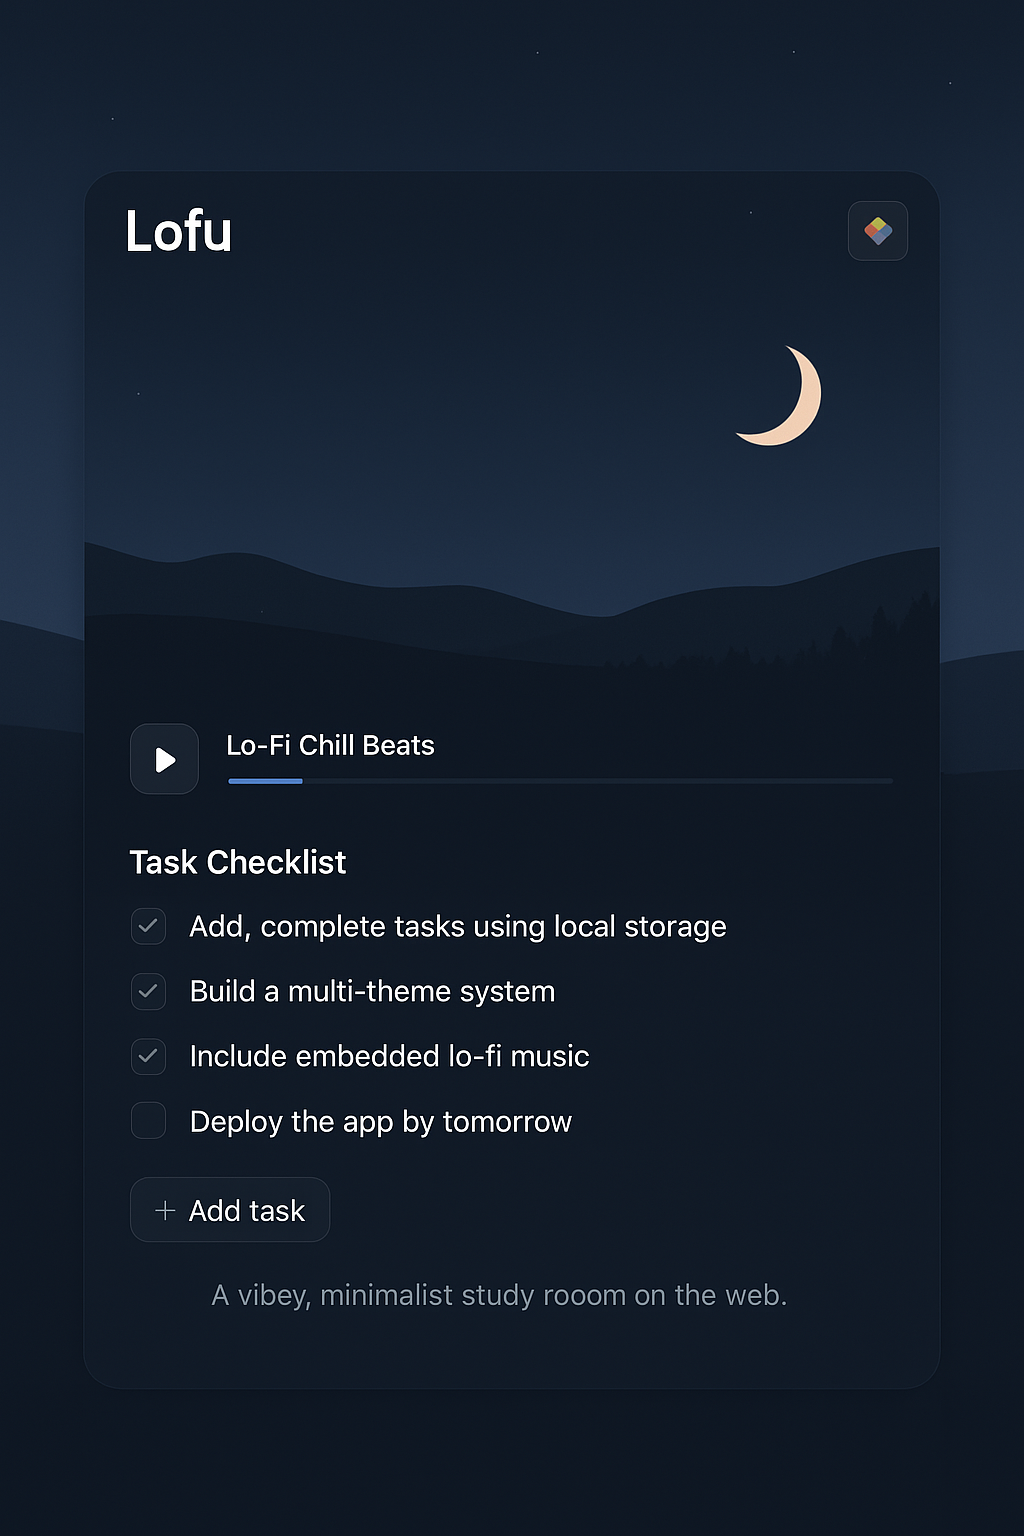 Lofu
Lo-Fi Chill Beats
Task Checklist
Add, complete tasks using local storage
Build a multi-theme system
Include embedded lo-fi music
Deploy the app by tomorrow
+ Add task
A vibey, minimalist study rooom on the web.